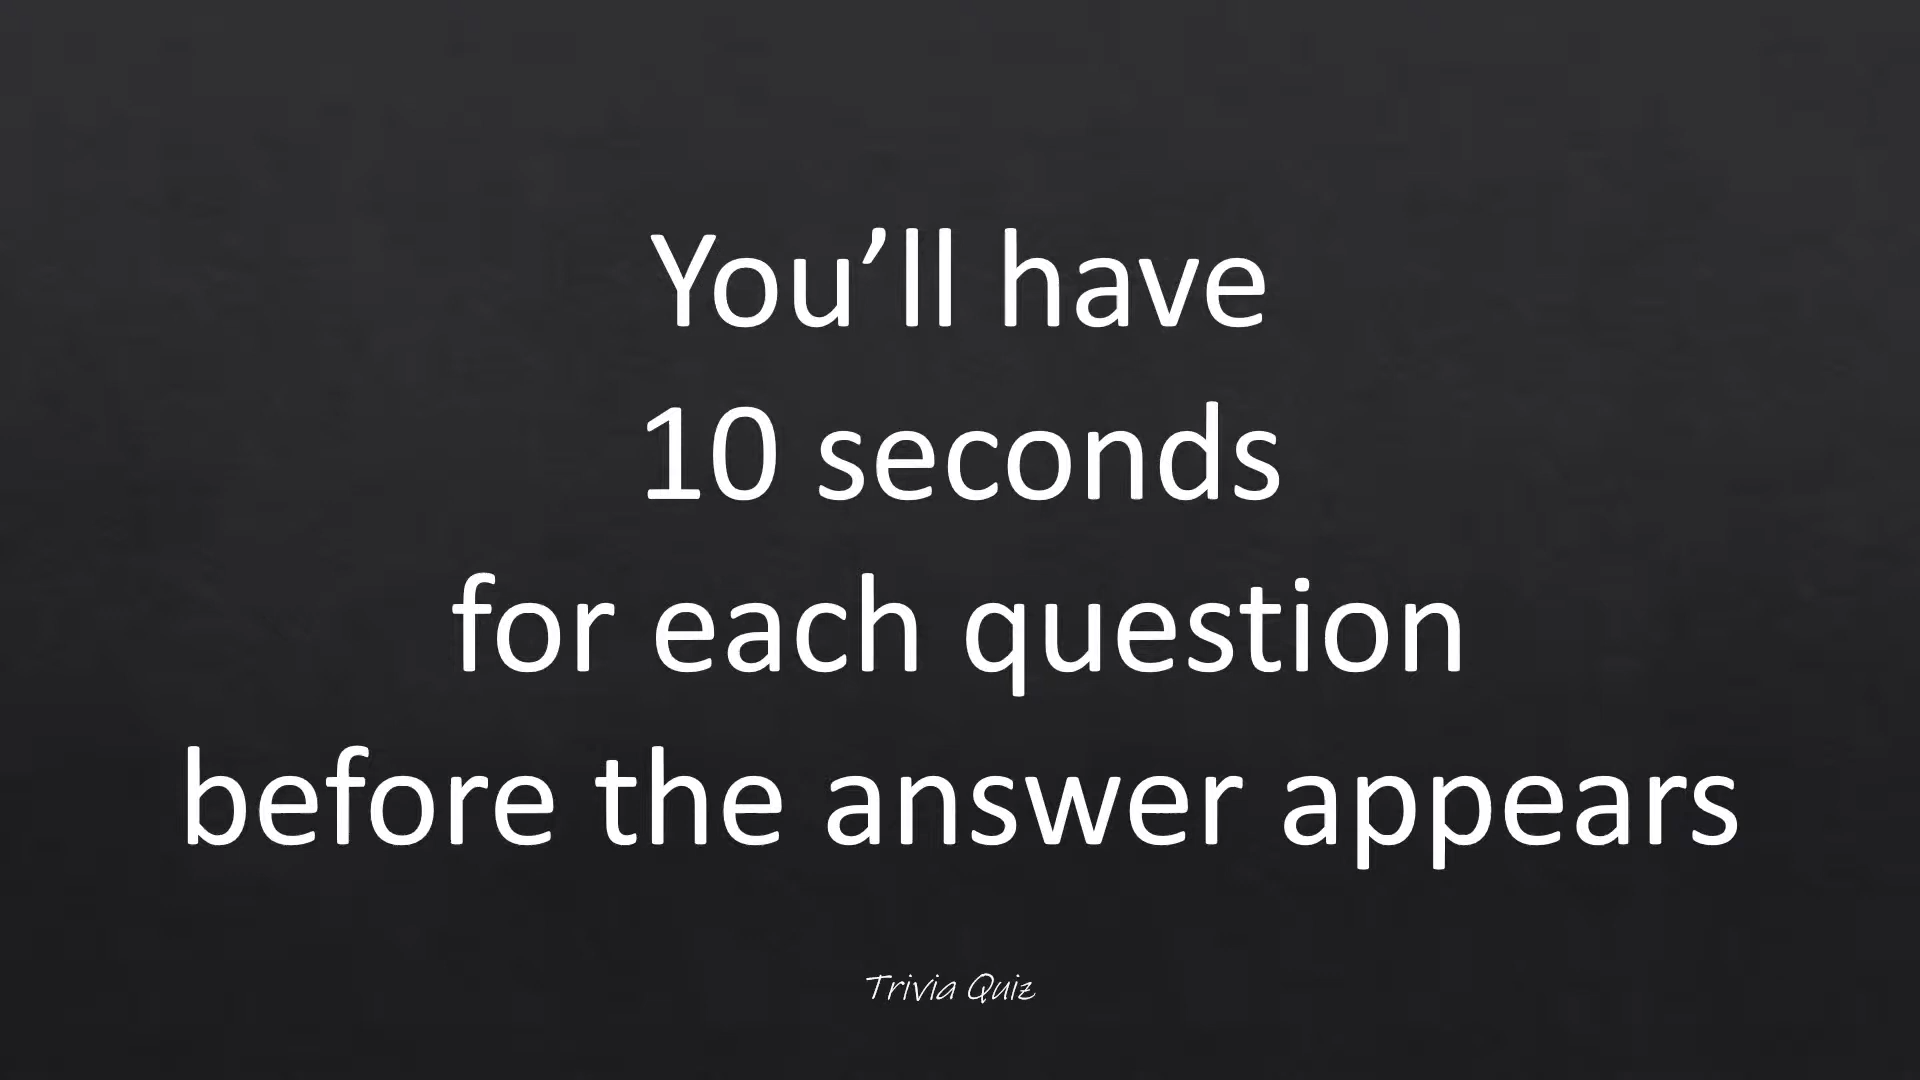 You’ll have
10 seconds
for each question
before the answer appears
Trivia Quiz